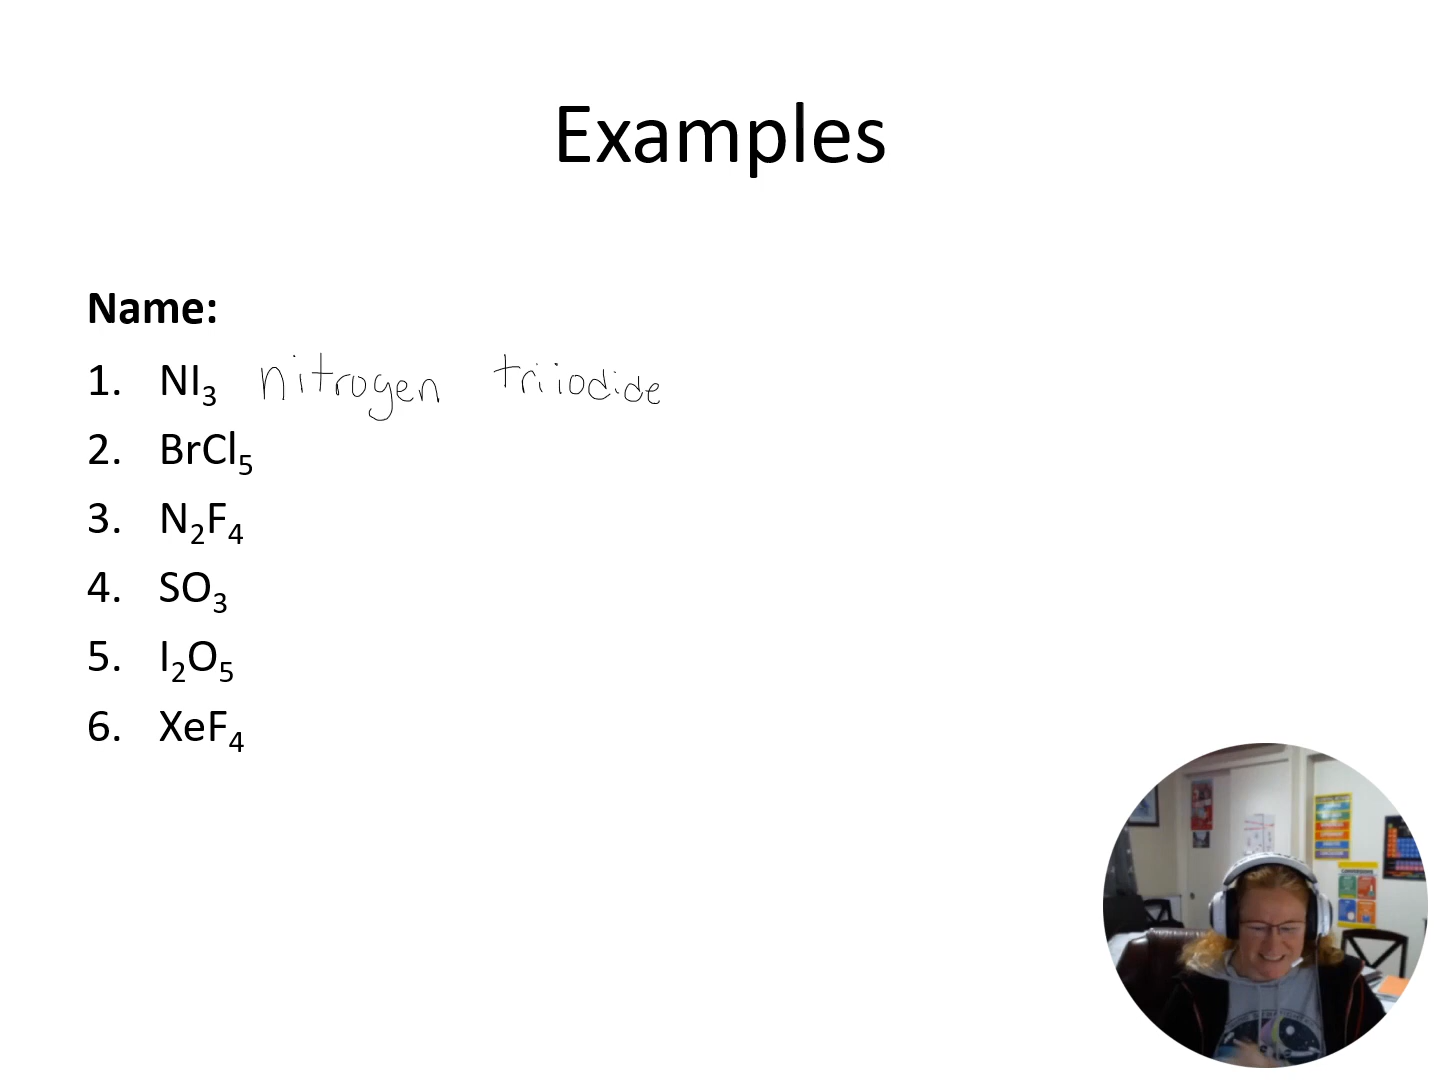 Examples
Name:
1. NI₃ nitrogen triiodide
2. BrCl₅
3. N₂F₄
4. SO₃
5. I₂O₅
6. XeF₄